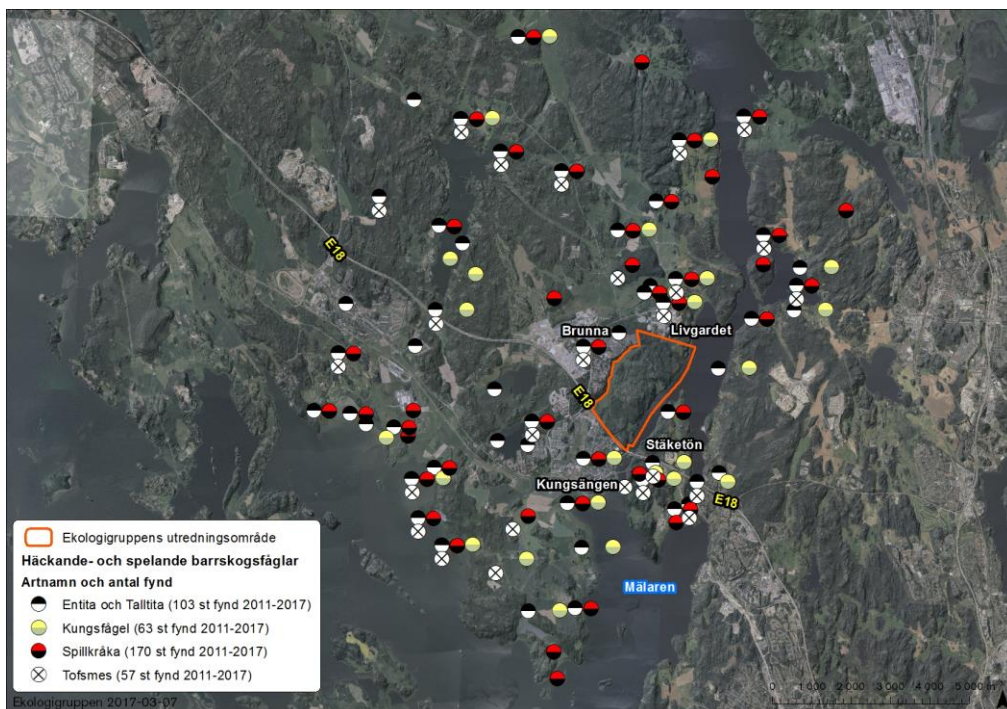 E18
Brunna
Livgardet
E18
Stäketön
Kungsängen
E18
Mälaren
Ekologigruppens utredningsområde
Häckande- och spelande barrskogsfåglar
Artnamn och antal fynd
Entita och Talltita (103 st fynd 2011-2017)
Kungsfågel (63 st fynd 2011-2017)
Spillkråka (170 st fynd 2011-2017)
Tofsmes (57 st fynd 2011-2017)
0 1 000 2 000 3 000 4 000 5 000 m
Ekologigruppen 2017-03-07